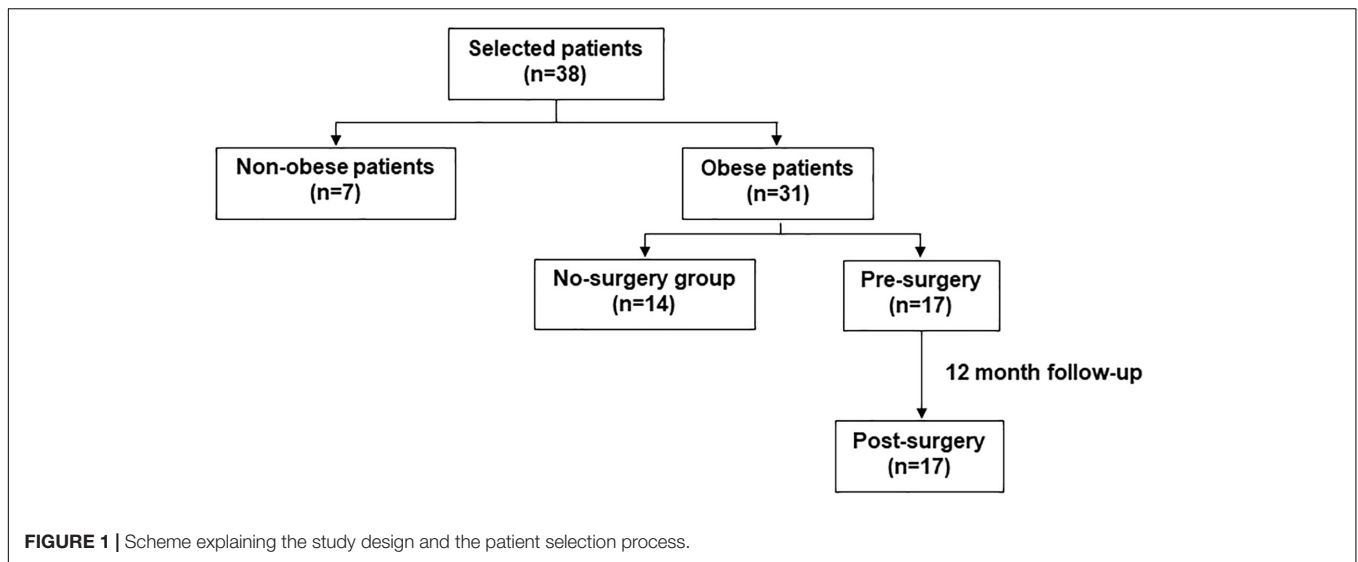 Selected patients
(n=38)
Non-obese patients
(n=7)
Obese patients
(n=31)
No-surgery group
(n=14)
Pre-surgery
(n=17)
12 month follow-up
Post-surgery
(n=17)
FIGURE 1 | Scheme explaining the study design and the patient selection process.